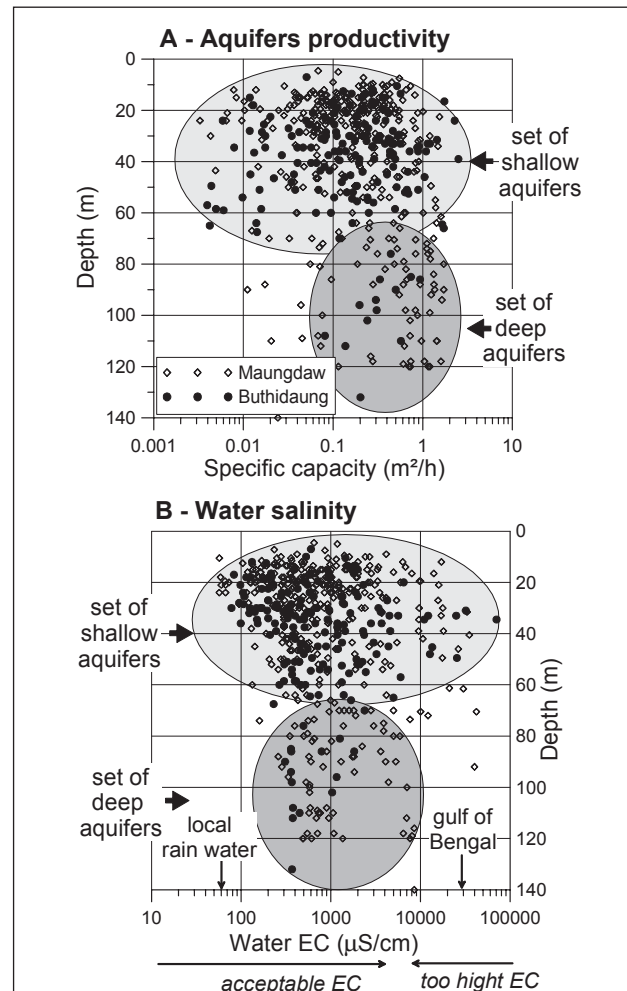 A - Aquifers productivity
0
20
40
60
80
100
120
140
Depth (m)
set of
shallow
aquifers
set of
deep
aquifers
Maungdaw
Buthidaung
0.001
0.01
0.1
1
10
Specific capacity (m²/h)
B - Water salinity
0
20
40
60
80
100
120
140
Depth (m)
set of
shallow
aquifers
set of
deep
aquifers
local
rain water
gulf of
Bengal
10
100
1000
10000
100000
Water EC (µS/cm)
acceptable EC
too hight EC